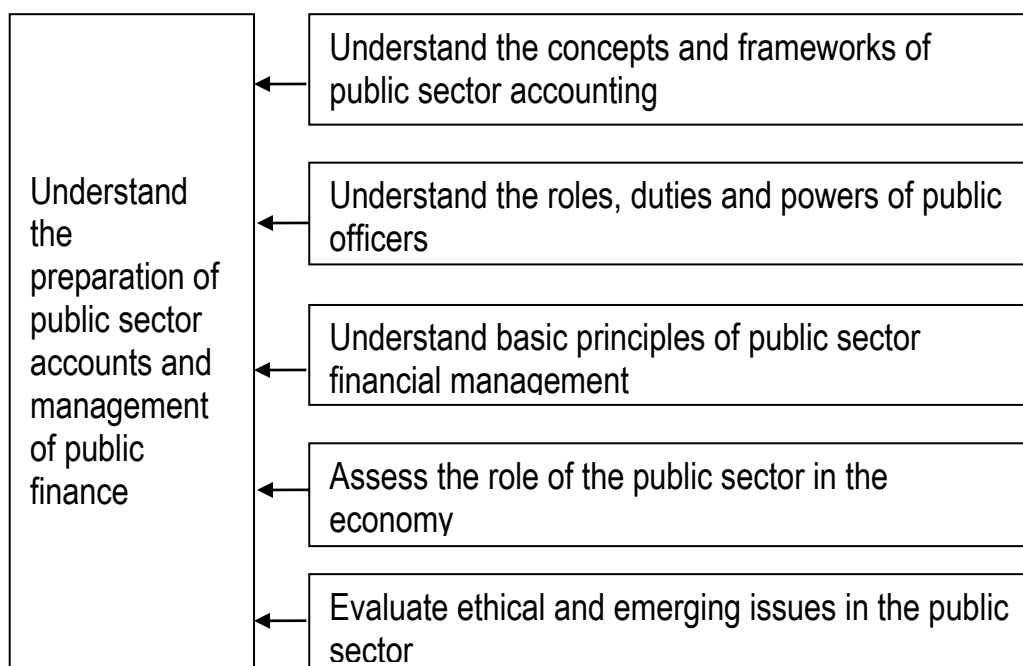 Understand
the
preparation of
public sector
accounts and
management
of public
finance
Understand the concepts and frameworks of
public sector accounting
Understand the roles, duties and powers of public
officers
Understand basic principles of public sector
financial management
Assess the role of the public sector in the
economy
Evaluate ethical and emerging issues in the public
sector